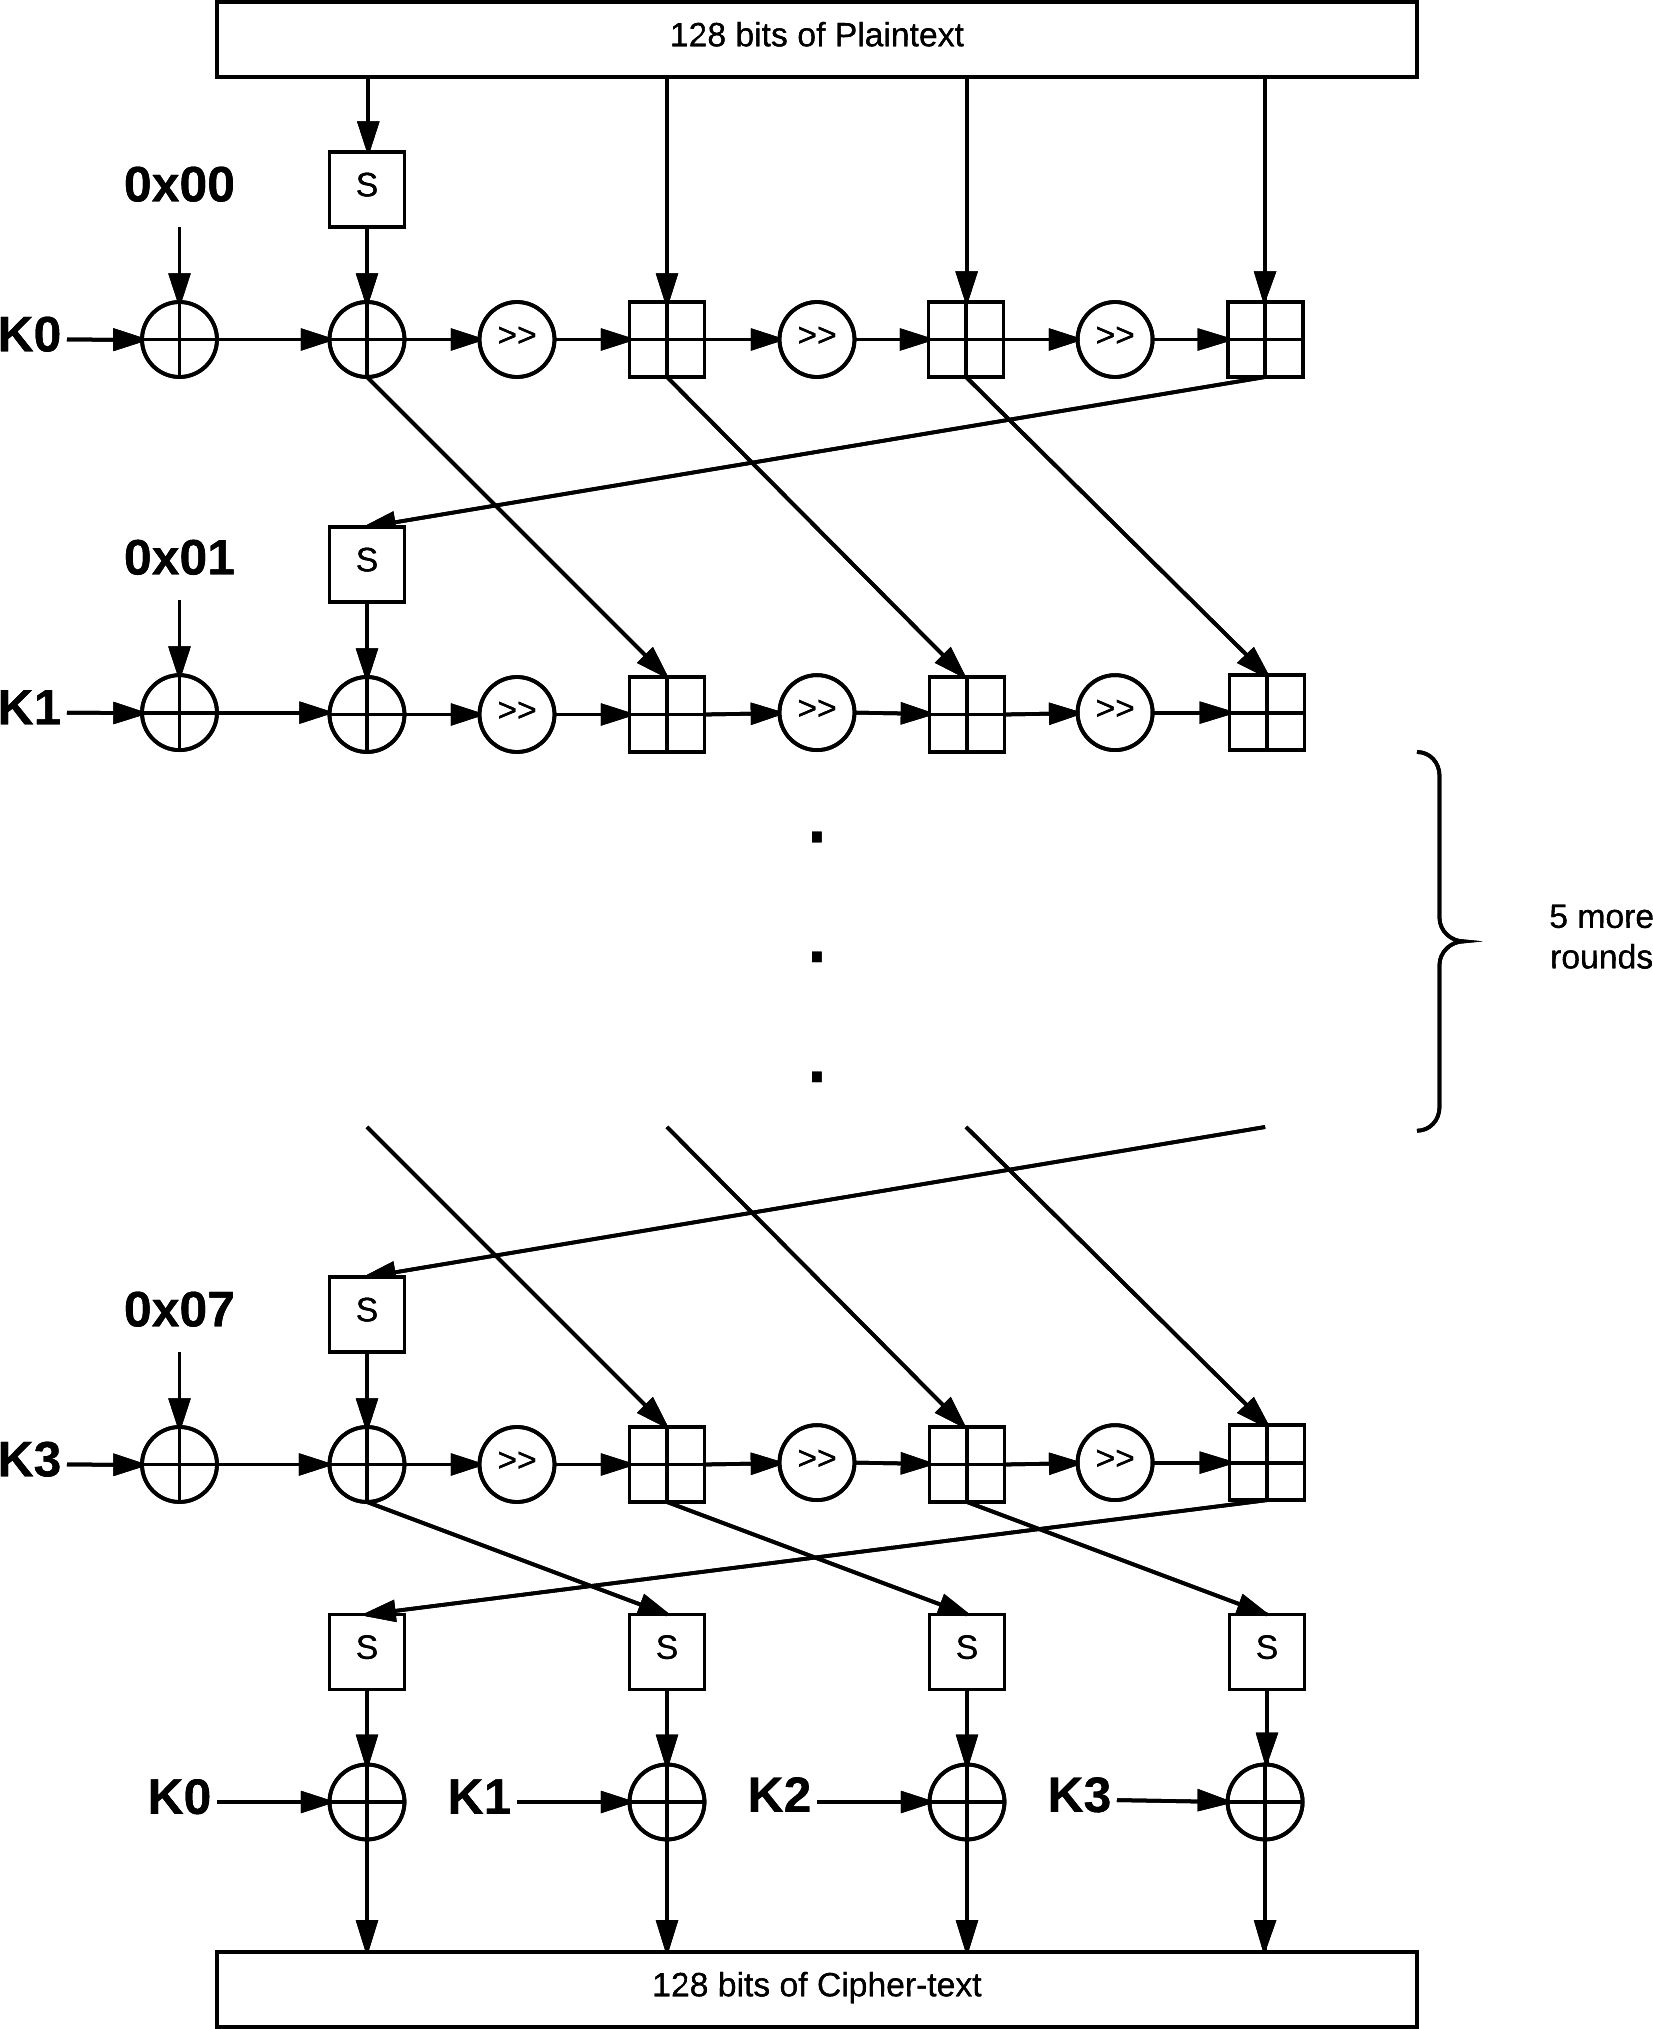 128 bits of Plaintext
0x00
S
K0
>>
>>
>>
0x01
S
K1
>>
>>
>>
5 more
rounds
0x07
S
K3
>>
>>
>>
S
S
S
S
K0
K1
K2
K3
128 bits of Cipher-text